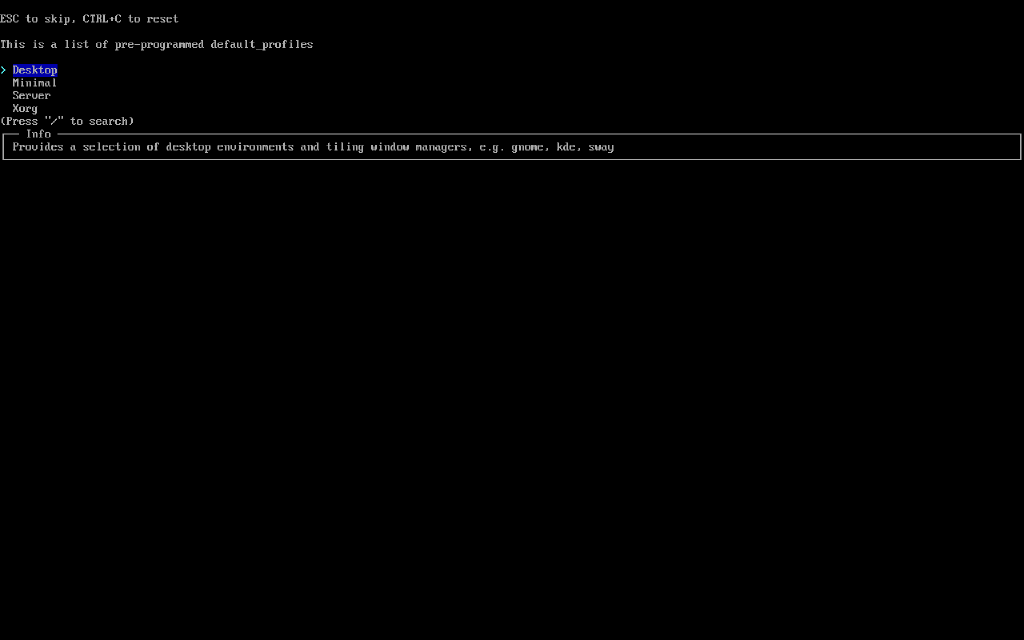 ESC to skip, CTRL+C to reset
This is a list of pre-programmed default_profiles
> Desktop
Minimal
Server
Xorg
(Press "/" to search)
Info
Provides a selection of desktop environments and tiling window managers, e.g. gnome, kde, sway